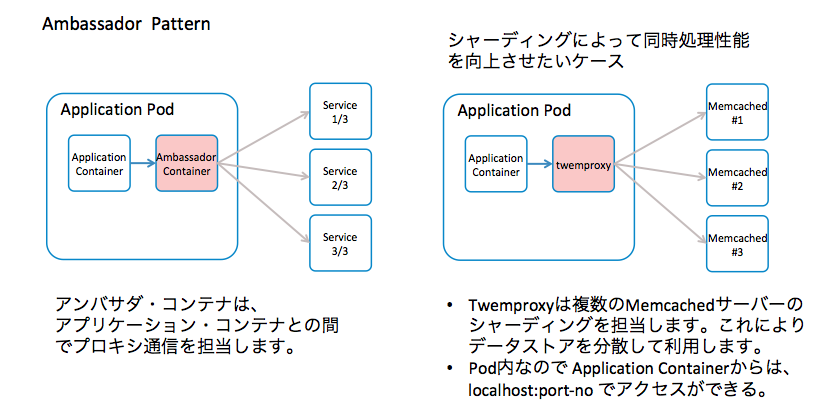 Ambassador Pattern
Application Pod
Application
Container
Ambassador
Container
Service
1/3
Service
2/3
Service
3/3
アンバサダ・コンテナは、
アプリケーション・コンテナとの間
でプロキシ通信を担当します。
シャーディングによって同時処理性能
を向上させたいケース
Application Pod
Application
Container
twemproxy
Memcached
#1
Memcached
#2
Memcached
#3
• Twemproxyは複数のMemcachedサーバーの
シャーディングを担当します。これにより
データストアを分散して利用します。
• Pod内なので Application Containerからは、
localhost:port-no でアクセスができる。